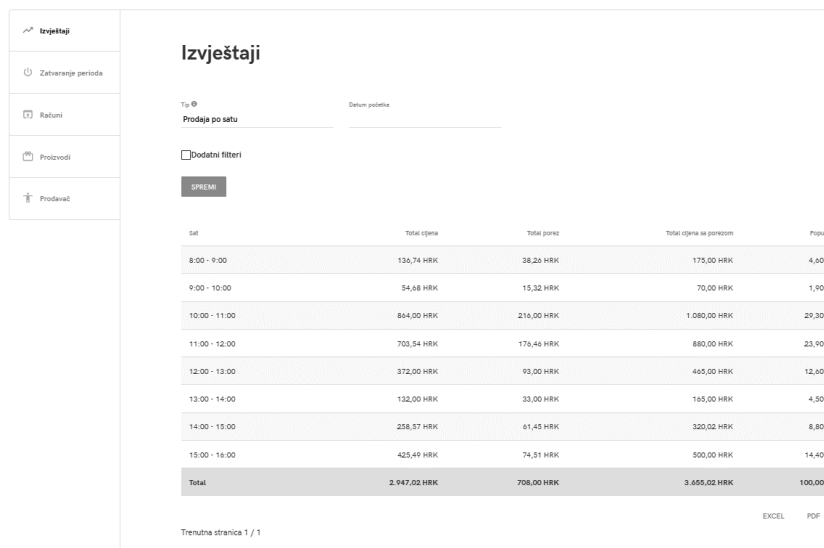 Izvještaji
Zatvaranje perioda
Računi
Proizvodi
Prodavač
Izvještaji
Tip
Datum početka
Prodaja po satu
Dodatni filteri
SPREMI
Sat Total cijena Total porez Total cijena sa porezom Popu
8:00 - 9:00 136,74 HRK 38,26 HRK 175,00 HRK 4,60
9:00 - 10:00 54,68 HRK 15,32 HRK 70,00 HRK 1,90
10:00 - 11:00 864,00 HRK 216,00 HRK 1.080,00 HRK 29,30
11:00 - 12:00 703,54 HRK 176,46 HRK 880,00 HRK 23,90
12:00 - 13:00 372,00 HRK 93,00 HRK 465,00 HRK 12,60
13:00 - 14:00 132,00 HRK 33,00 HRK 165,00 HRK 4,50
14:00 - 15:00 258,57 HRK 61,45 HRK 320,02 HRK 8,80
15:00 - 16:00 425,49 HRK 74,51 HRK 500,00 HRK 14,40
Total 2.947,02 HRK 708,00 HRK 3.655,02 HRK 100,00
EXCEL PDF
Trenutna stranica 1 / 1